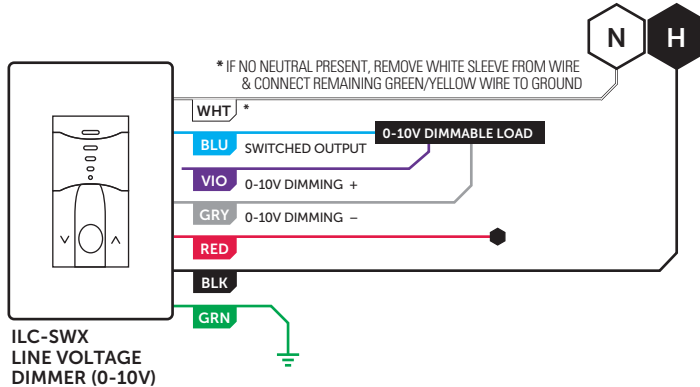 N H
* IF NO NEUTRAL PRESENT, REMOVE WHITE SLEEVE FROM WIRE
& CONNECT REMAINING GREEN/YELLOW WIRE TO GROUND
WHT *
BLU SWITCHED OUTPUT
0-10V DIMMABLE LOAD
VIO 0-10V DIMMING +
GRY 0-10V DIMMING –
RED
BLK
GRN
ILC-SWX
LINE VOLTAGE
DIMMER (0-10V)